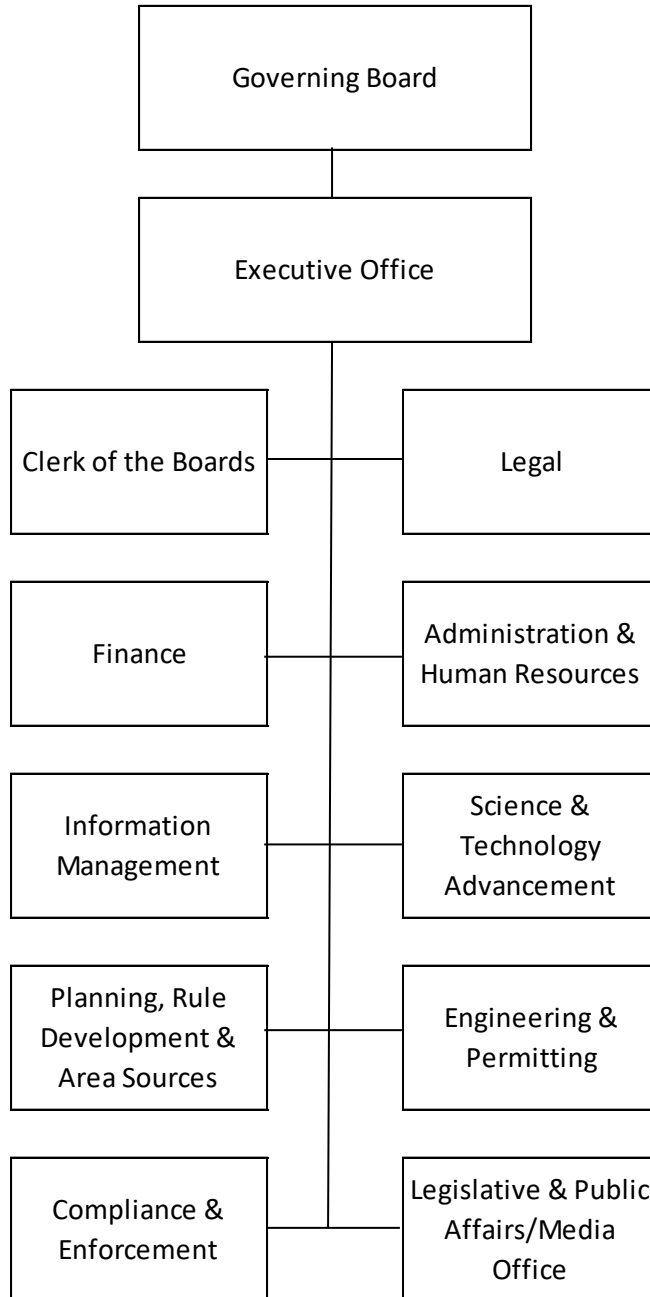 Governing Board
Executive Office
Clerk of the Boards
Legal
Finance
Administration &
Human Resources
Information
Management
Science &
Technology
Advancement
Planning, Rule
Development &
Area Sources
Engineering &
Permitting
Compliance &
Enforcement
Legislative & Public
Affairs/Media
Office